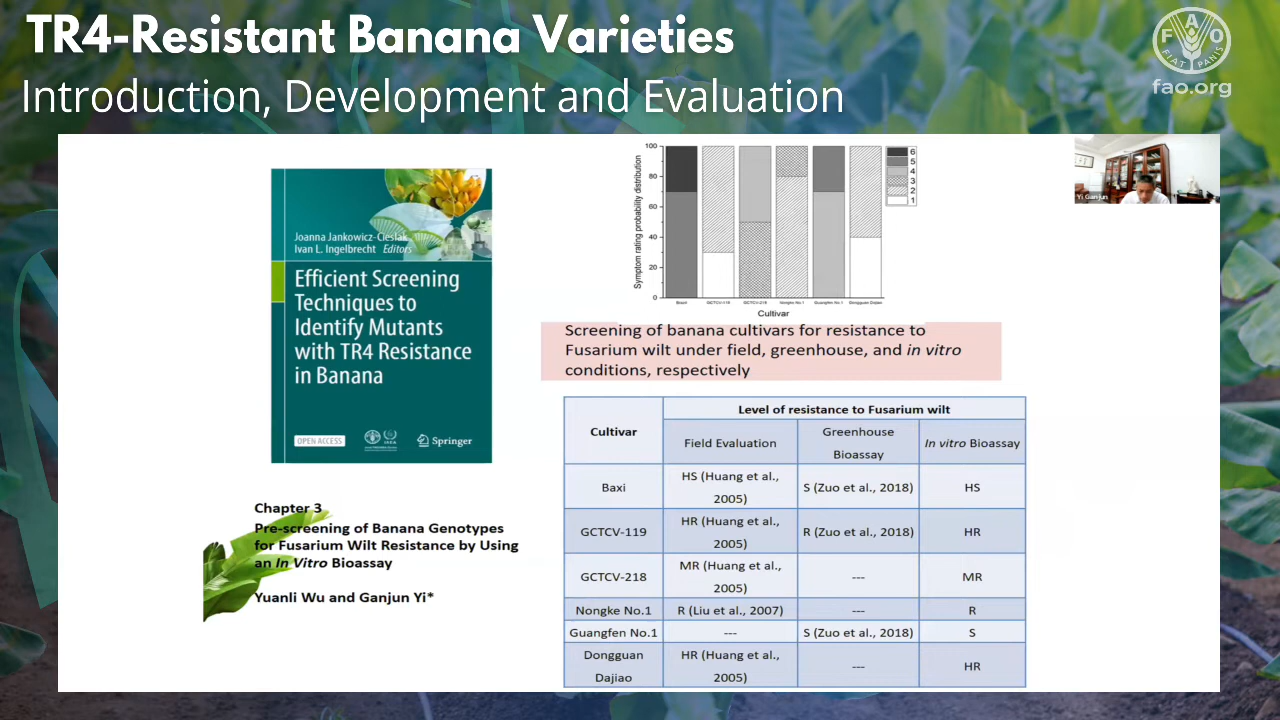 TR4-Resistant Banana Varieties
Introduction, Development and Evaluation
FAO
FIAT PANIS
fao.org
Joanna Jankowicz-Cieslak
Ivan L. Ingelbrecht Editors
Efficient Screening
Techniques to
Identify Mutants
with TR4 Resistance
in Banana
OPEN ACCESS
Springer
Chapter 3
Pre-screening of Banana Genotypes
for Fusarium Wilt Resistance by Using
an In Vitro Bioassay
Yuanli Wu and Ganjun Yi*
Symptom rating probability distribution
100
80
60
40
20
0
Brazil
GCTCV-119
GCTCV-218
Nongke No.1
Guangfen No.1
Dongguan Dajiao
Cultivar
6
5
4
3
2
1
Yi Ganjun
Screening of banana cultivars for resistance to
Fusarium wilt under field, greenhouse, and in vitro
conditions, respectively
Cultivar
Level of resistance to Fusarium wilt
Field Evaluation
Greenhouse
Bioassay
In vitro Bioassay
Baxi
HS (Huang et al.,
2005)
S (Zuo et al., 2018)
HS
GCTCV-119
HR (Huang et al.,
2005)
R (Zuo et al., 2018)
HR
GCTCV-218
MR (Huang et al.,
2005)
---
MR
Nongke No.1
R (Liu et al., 2007)
---
R
Guangfen No.1
---
S (Zuo et al., 2018)
S
Dongguan
Dajiao
HR (Huang et al.,
2005)
---
HR